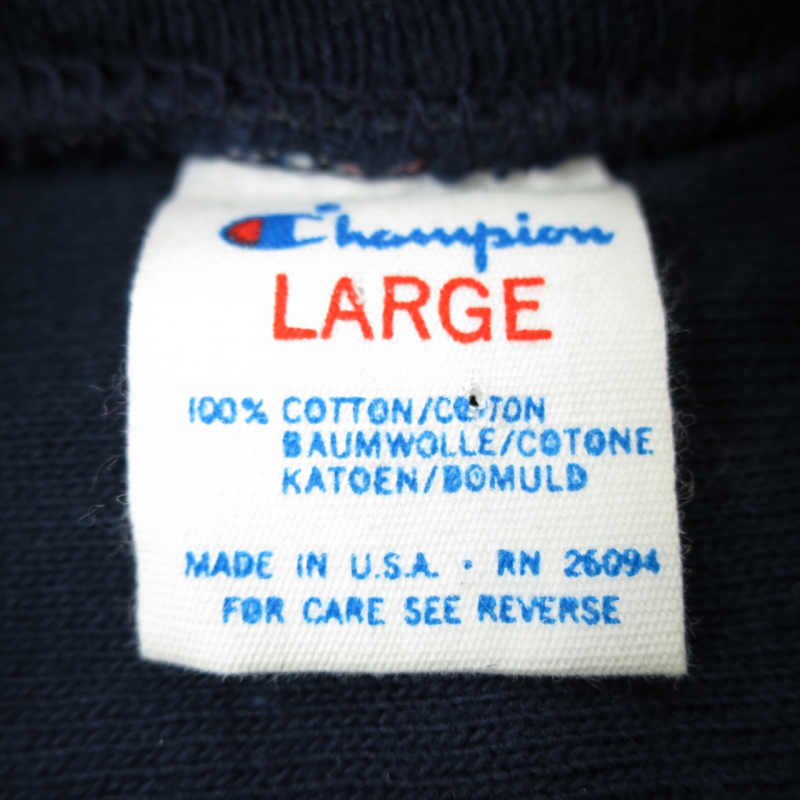 Champion
LARGE
100% COTTON/COTON
BAUMWOLLE/COTONE
KATOEN/BOMULD
MADE IN U.S.A. · RN 26094
FOR CARE SEE REVERSE